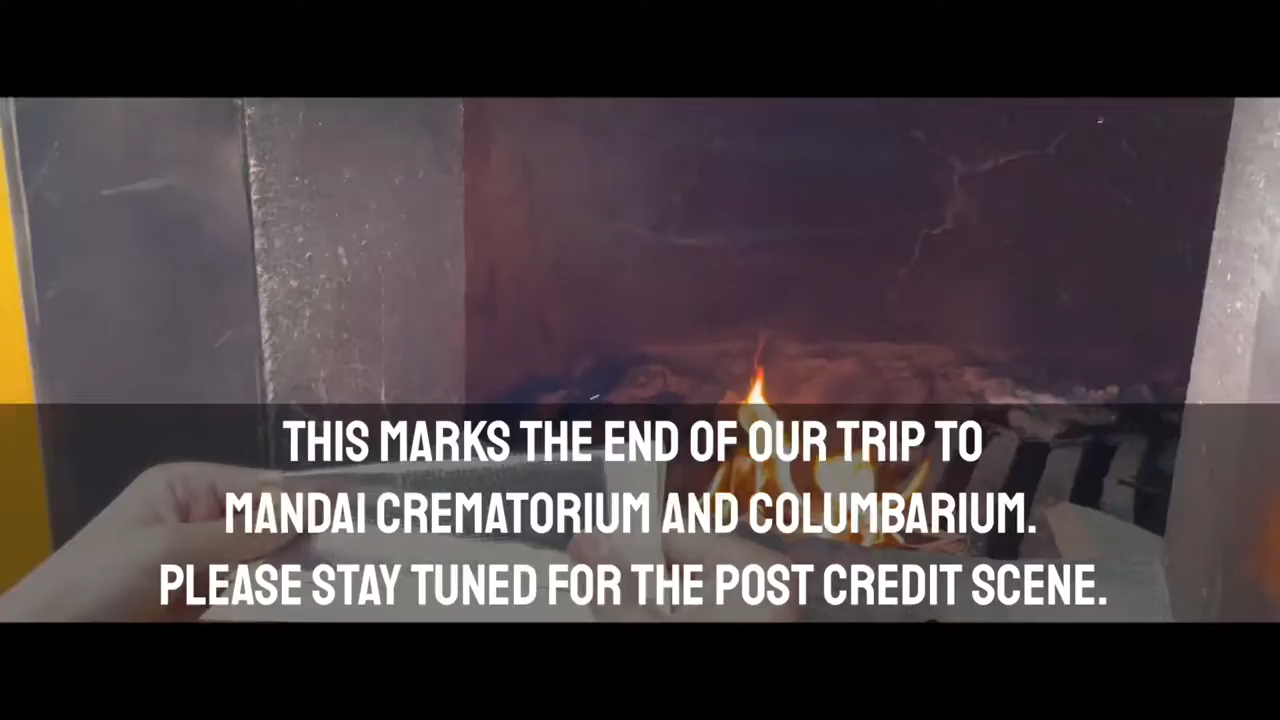 THIS MARKS THE END OF OUR TRIP TO
MANDAI CREMATORIUM AND COLUMBARIUM.
PLEASE STAY TUNED FOR THE POST CREDIT SCENE.